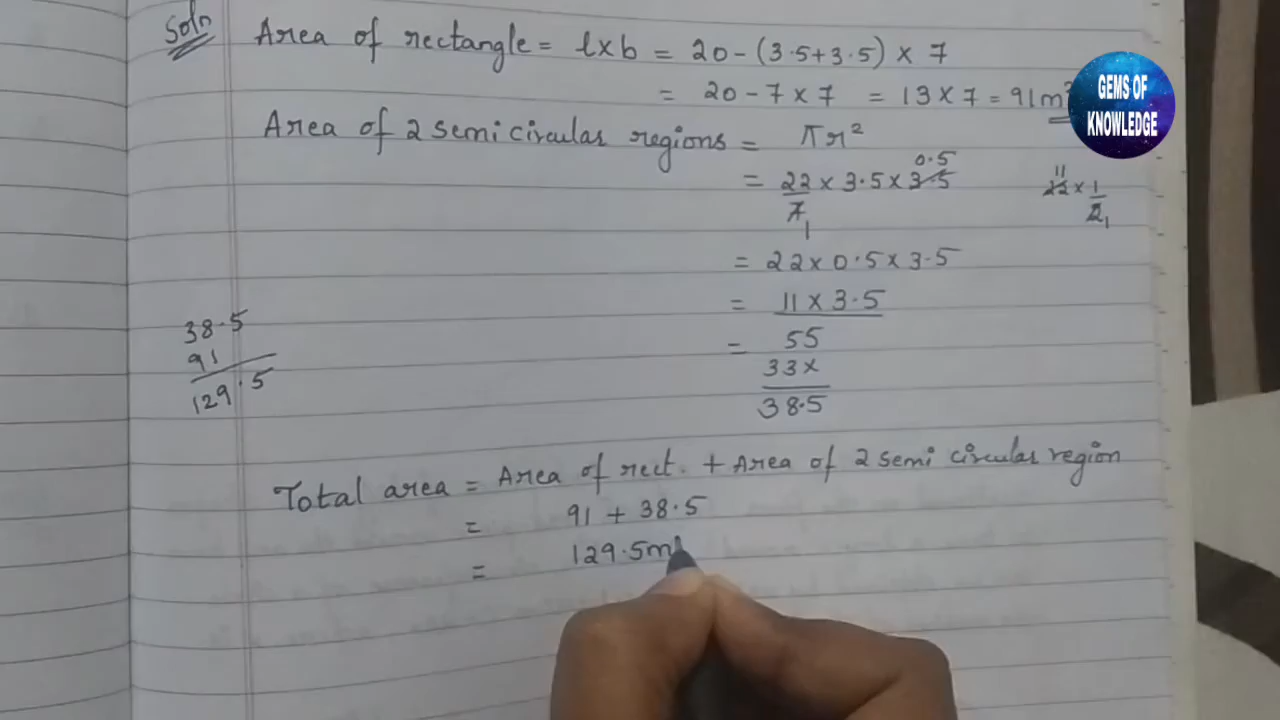 Soln
Area of rectangle = l×b = 20-(3.5+3.5) × 7
= 20-7×7 = 13×7 = 91m²
GEMS OF
KNOWLEDGE
Area of 2 semi circular regions = πr²
= 22/7 × 3.5 × 3.5 0.5
1
11
22 × 1/2 1
= 22 × 0.5 × 3.5
= 11 × 3.5
= 55
33×
38.5
38.5
91
129.5
Total area = Area of rect. + Area of 2 semi circular region
= 91 + 38.5
= 129.5m